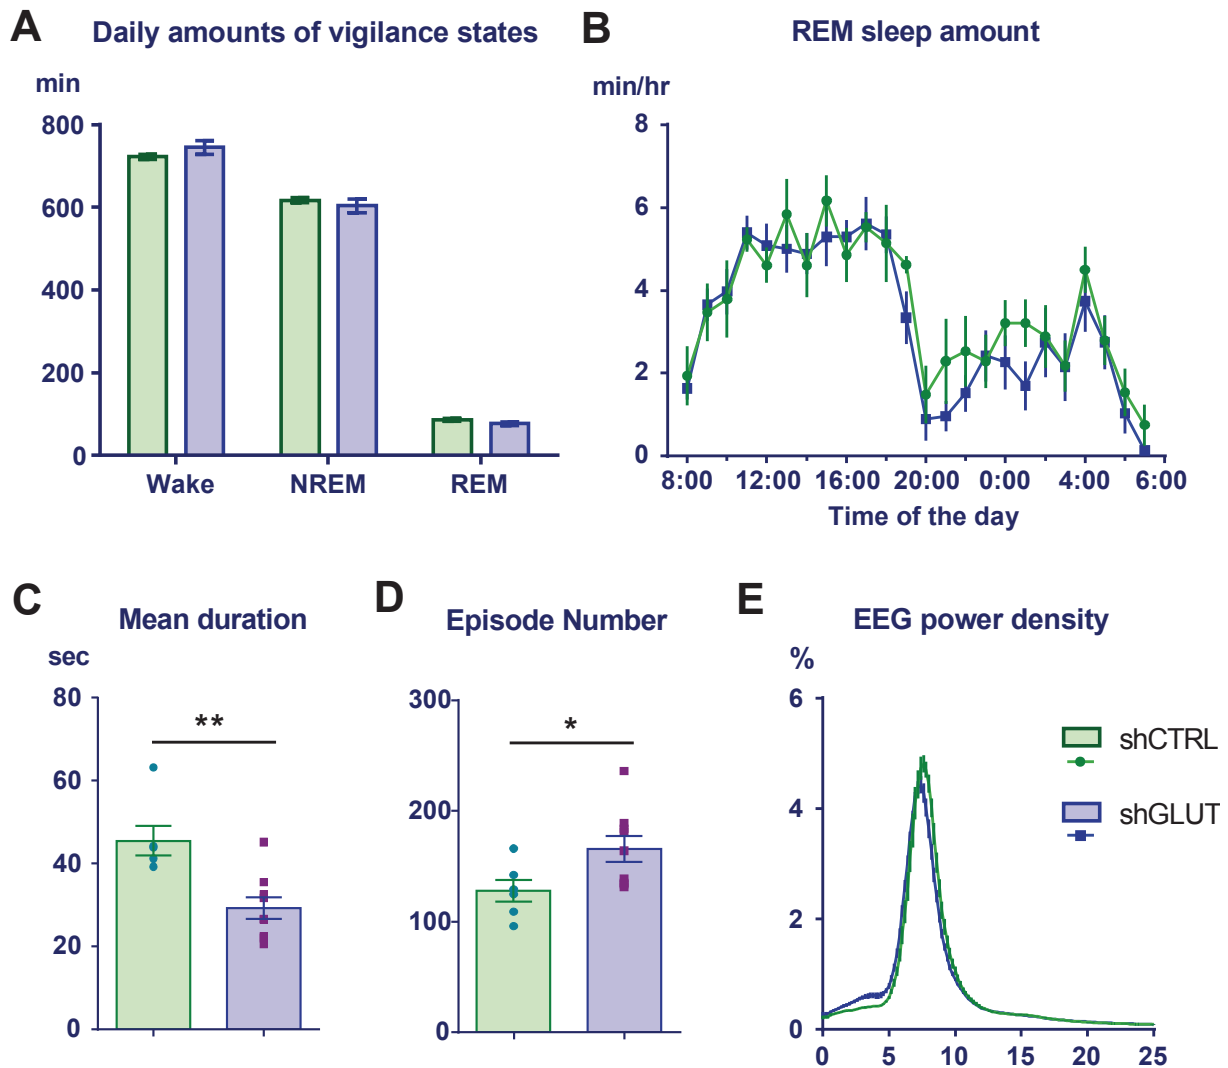 A
Daily amounts of vigilance states
min
800
600
400
200
0
Wake NREM REM
B
REM sleep amount
min/hr
8
6
4
2
0
8:00 12:00 16:00 20:00 0:00 4:00 6:00
Time of the day
C
Mean duration
sec
80
60
40
20
0
**
D
Episode Number
300
200
100
0
*
E
EEG power density
%
6
4
2
0
0 5 10 15 20 25
shCTRL
shGLUT